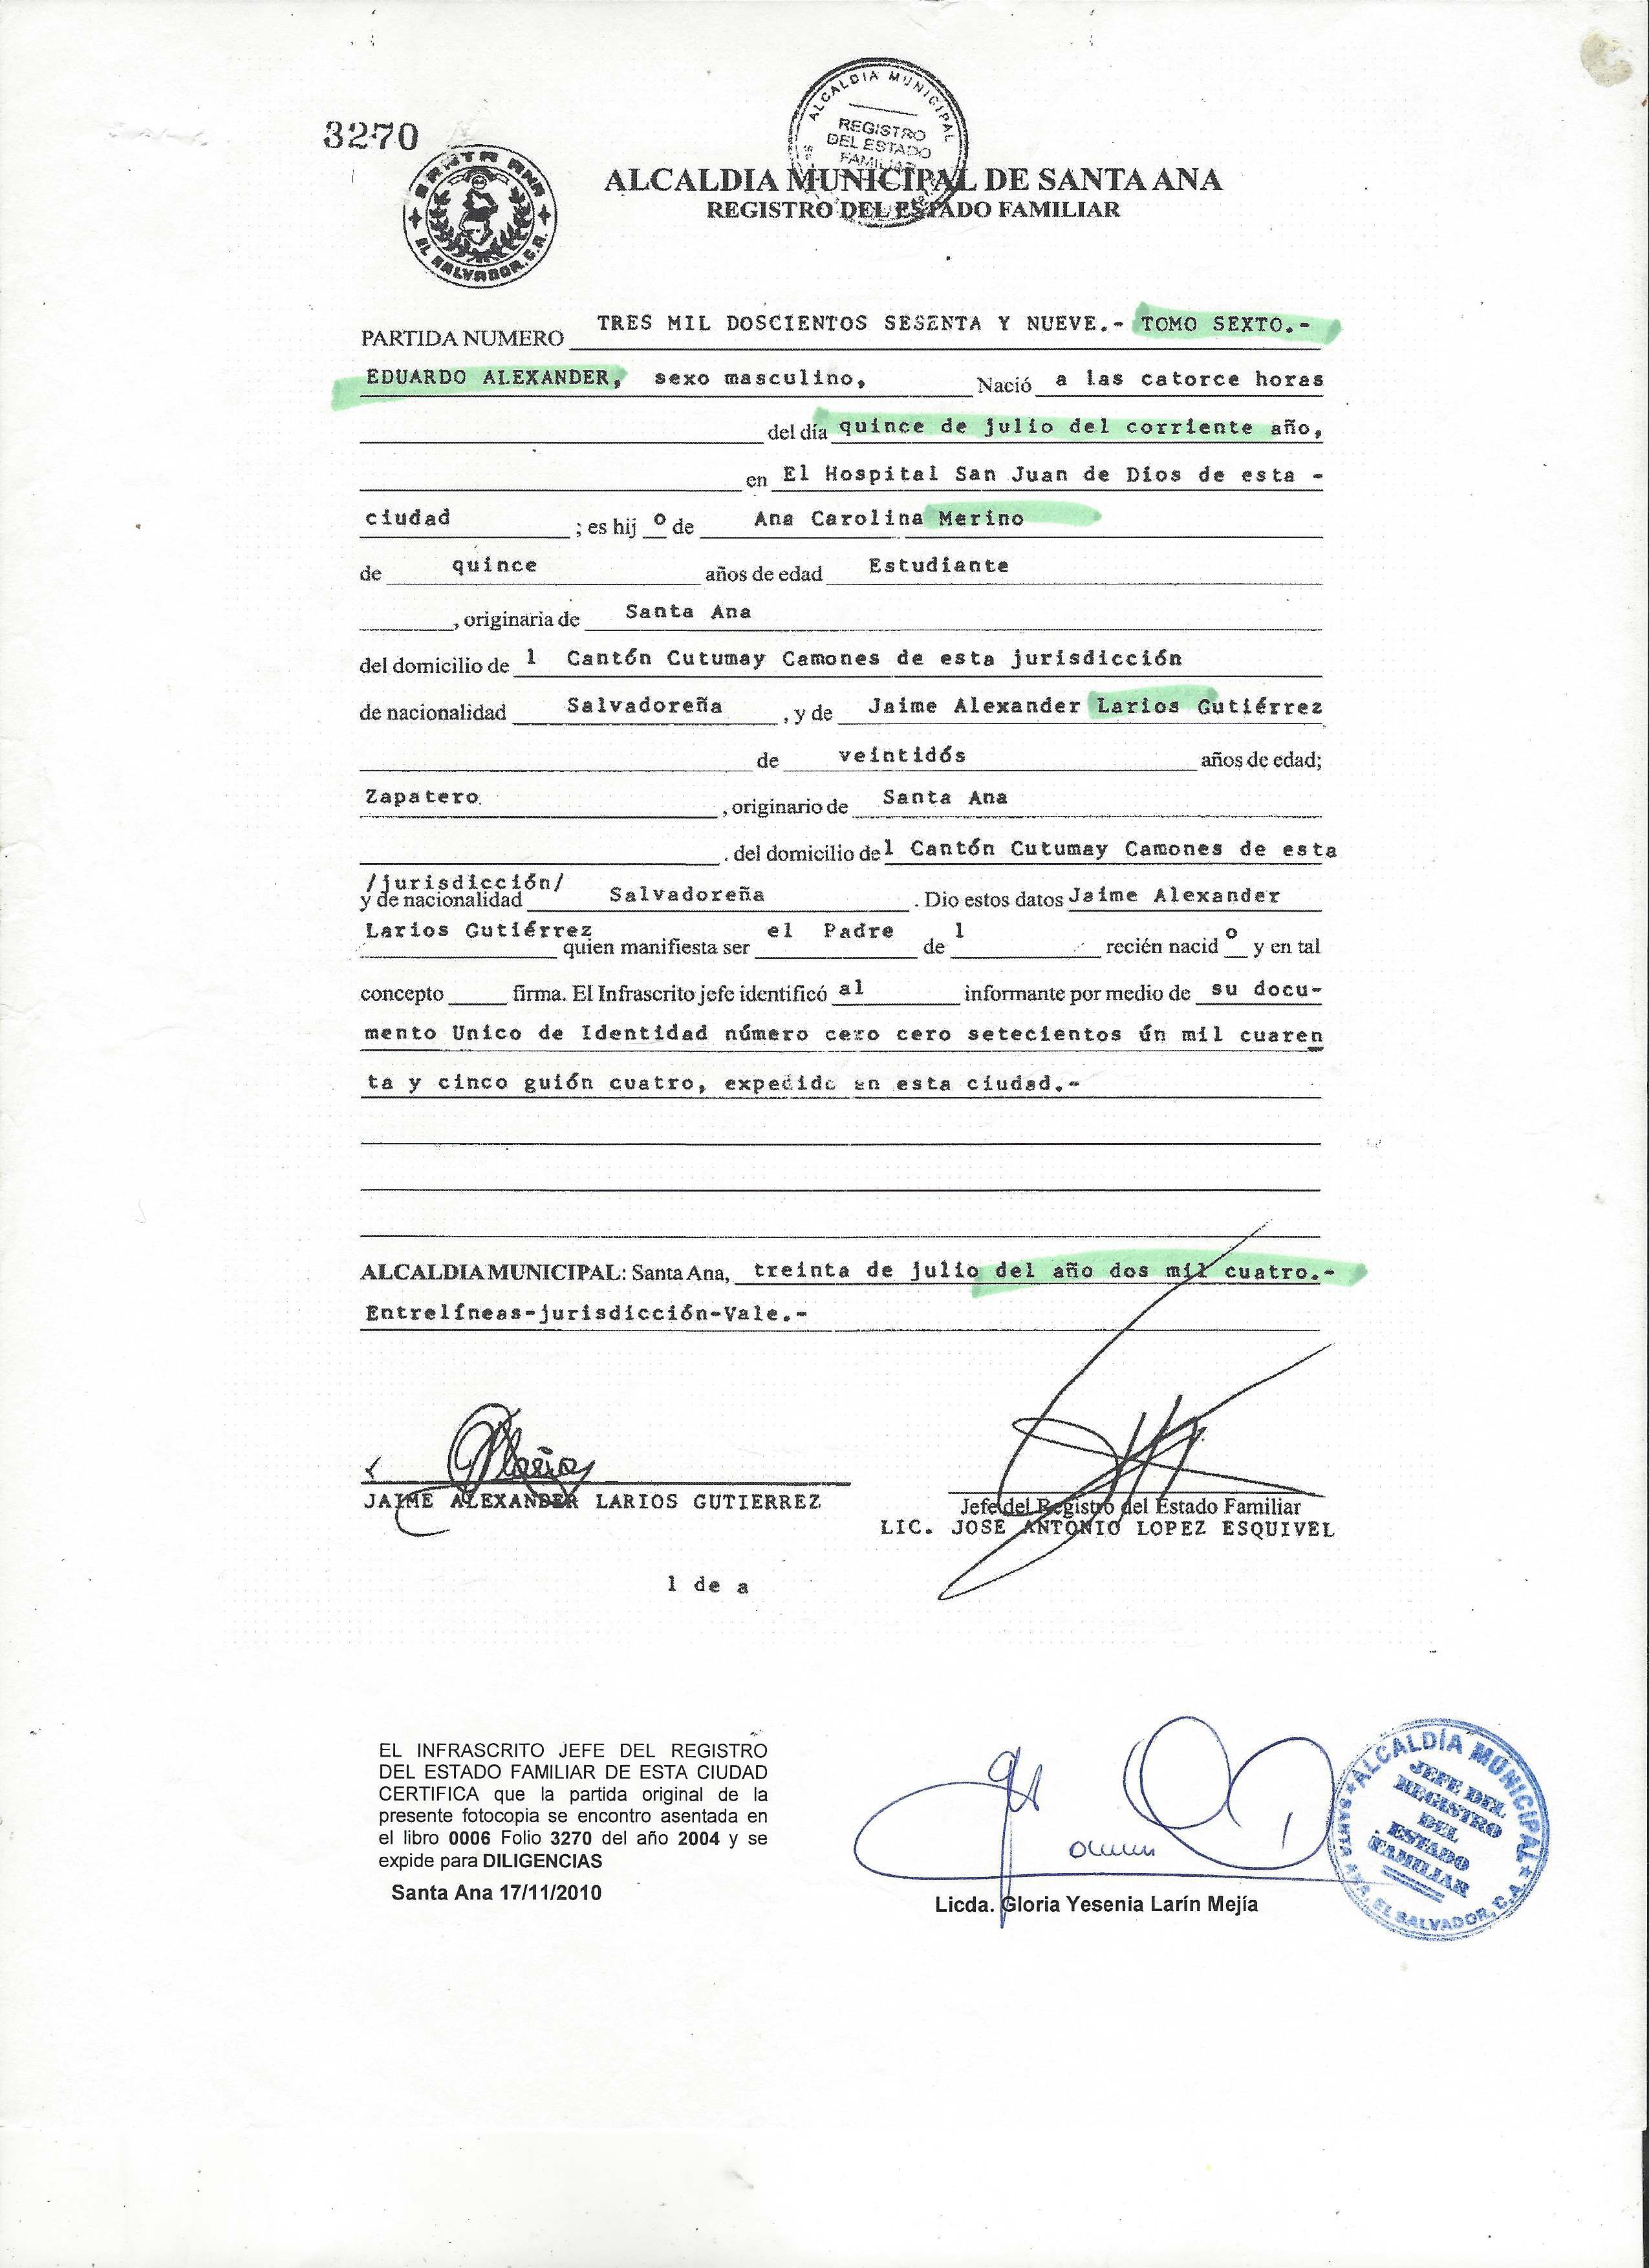 3270
ALCALDIA MUNICIPAL
REGISTRO
DEL ESTADO
FAMILIAR
SANTA ANA
EL SALVADOR, C.A.
ALCALDIA MUNICIPAL DE SANTA ANA
REGISTRO DEL ESTADO FAMILIAR
PARTIDA NUMERO TRES MIL DOSCIENTOS SESENTA Y NUEVE.- TOMO SEXTO.-
EDUARDO ALEXANDER, sexo masculino, Nació a las catorce horas
del día quince de julio del corriente año,
en El Hospital San Juan de Dios de esta -
ciudad ; es hij o de Ana Carolina Merino
de quince años de edad Estudiante
, originaria de Santa Ana
del domicilio de l Cantón Cutumay Camones de esta jurisdicción
de nacionalidad Salvadoreña , y de Jaime Alexander Larios Gutiérrez
de veintidós años de edad;
Zapatero , originario de Santa Ana
. del domicilio de l Cantón Cutumay Camones de esta
/jurisdicción/
y de nacionalidad Salvadoreña . Dio estos datos Jaime Alexander
Larios Gutiérrez quien manifiesta ser el Padre de l recién nacid o y en tal
concepto firma. El Infrascrito jefe identificó al informante por medio de su docu-
mento Unico de Identidad número cero cero setecientos ún mil cuaren
ta y cinco guión cuatro, expedido en esta ciudad.-
ALCALDIA MUNICIPAL: Santa Ana, treinta de julio del año dos mil cuatro.-
Entrelíneas-jurisdicción-Vale.-
JAIME ALEXANDER LARIOS GUTIERREZ
Jefe del Registro del Estado Familiar
LIC. JOSE ANTONIO LOPEZ ESQUIVEL
l de a
EL INFRASCRITO JEFE DEL REGISTRO
DEL ESTADO FAMILIAR DE ESTA CIUDAD
CERTIFICA que la partida original de la
presente fotocopia se encontro asentada en
el libro 0006 Folio 3270 del año 2004 y se
expide para DILIGENCIAS
Santa Ana 17/11/2010
Licda. Gloria Yesenia Larín Mejía
ALCALDÍA MUNICIPAL
JEFE DEL
REGISTRO
DEL
ESTADO
FAMILIAR
SANTA ANA, EL SALVADOR, C.A.